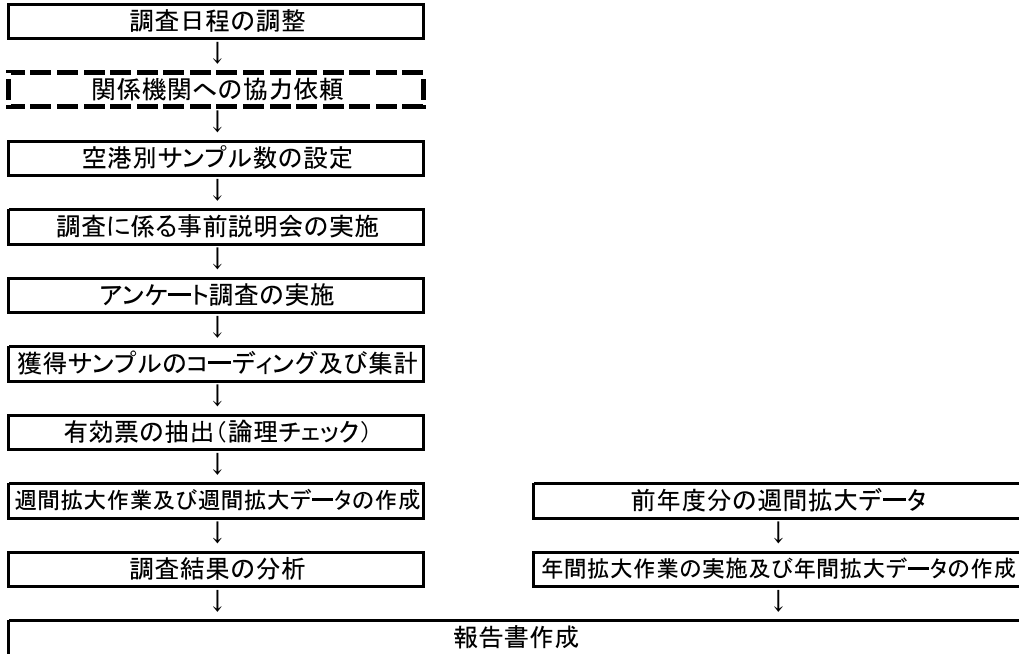 調査日程の調整
↓
関係機関への協力依頼
↓
空港別サンプル数の設定
↓
調査に係る事前説明会の実施
↓
アンケート調査の実施
↓
獲得サンプルのコーディング及び集計
↓
有効票の抽出（論理チェック）
↓
週間拡大作業及び週間拡大データの作成
↓
調査結果の分析
↓
前年度分の週間拡大データ
↓
年間拡大作業の実施及び年間拡大データの作成
↓
報告書作成